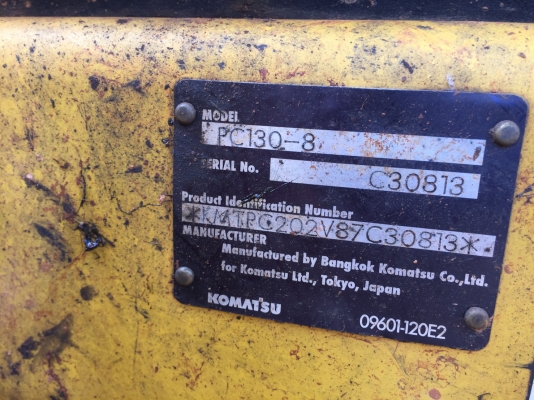 MODEL
PC130-8
SERIAL NO.
C30813
Product Identification Number
*KMTPC202V87C30813*
MANUFACTURER
Manufactured by Bangkok Komatsu Co.,Ltd.
for Komatsu Ltd., Tokyo, Japan
KOMATSU
09601-120E2